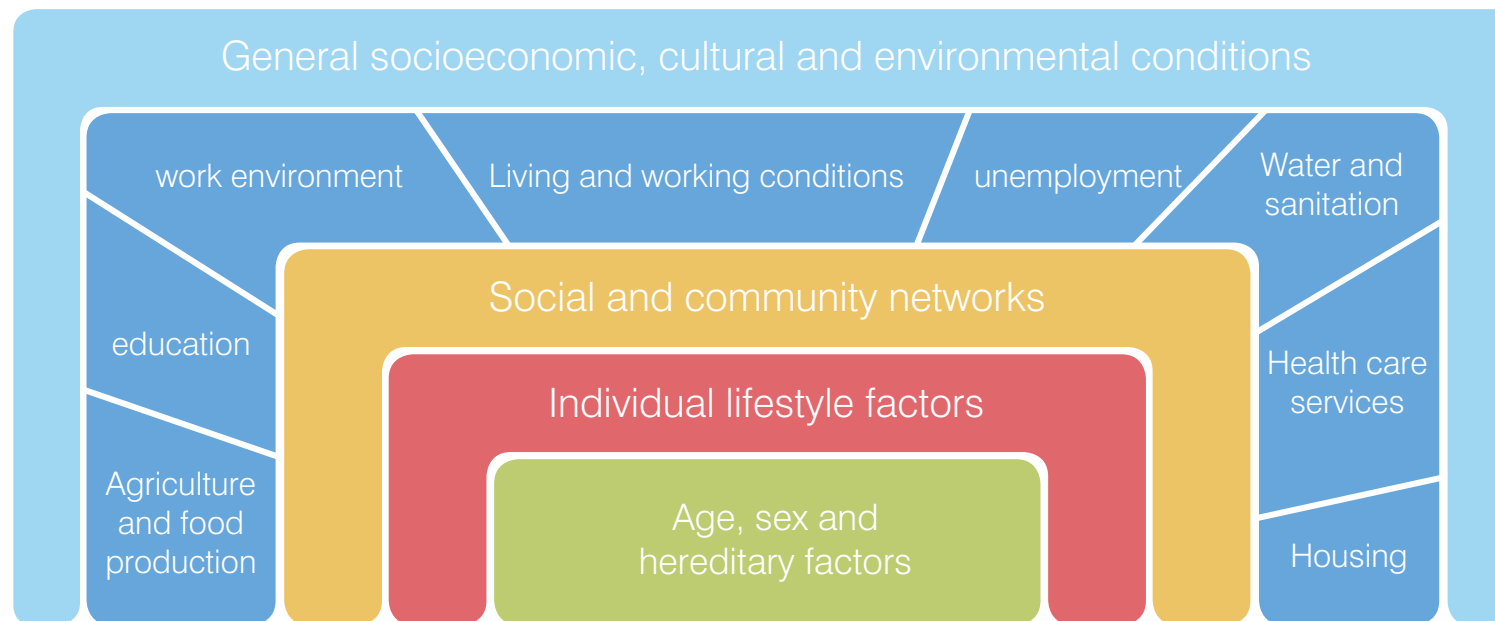 General socioeconomic, cultural and environmental conditions
work environment
Living and working conditions
unemployment
Water and
sanitation
education
Social and community networks
Health care
services
Individual lifestyle factors
Agriculture
and food
production
Age, sex and
hereditary factors
Housing